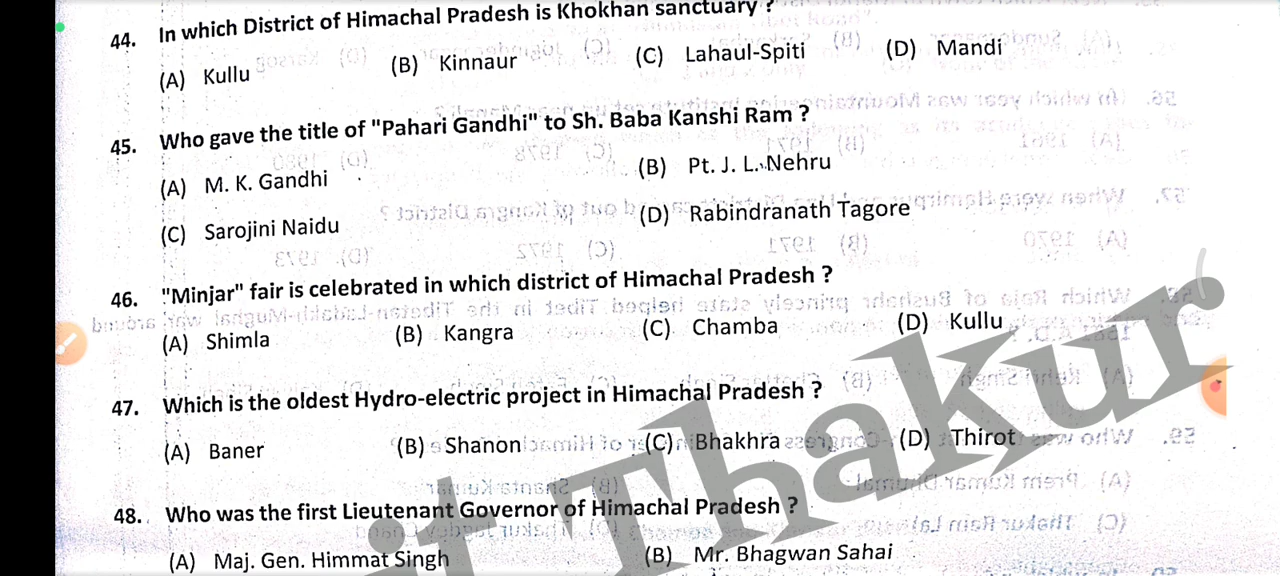 44. In which District of Himachal Pradesh is Khokhan sanctuary ?
(A) Kullu (B) Kinnaur (C) Lahaul-Spiti (D) Mandi
45. Who gave the title of "Pahari Gandhi" to Sh. Baba Kanshi Ram ?
(A) M. K. Gandhi (B) Pt. J. L. Nehru
(C) Sarojini Naidu (D) Rabindranath Tagore
46. "Minjar" fair is celebrated in which district of Himachal Pradesh ?
(A) Shimla (B) Kangra (C) Chamba (D) Kullu
47. Which is the oldest Hydro-electric project in Himachal Pradesh ?
(A) Baner (B) Shanon (C) Bhakhra (D) Thirot
48. Who was the first Lieutenant Governor of Himachal Pradesh ?
(A) Maj. Gen. Himmat Singh (B) Mr. Bhagwan Sahai
Thakur